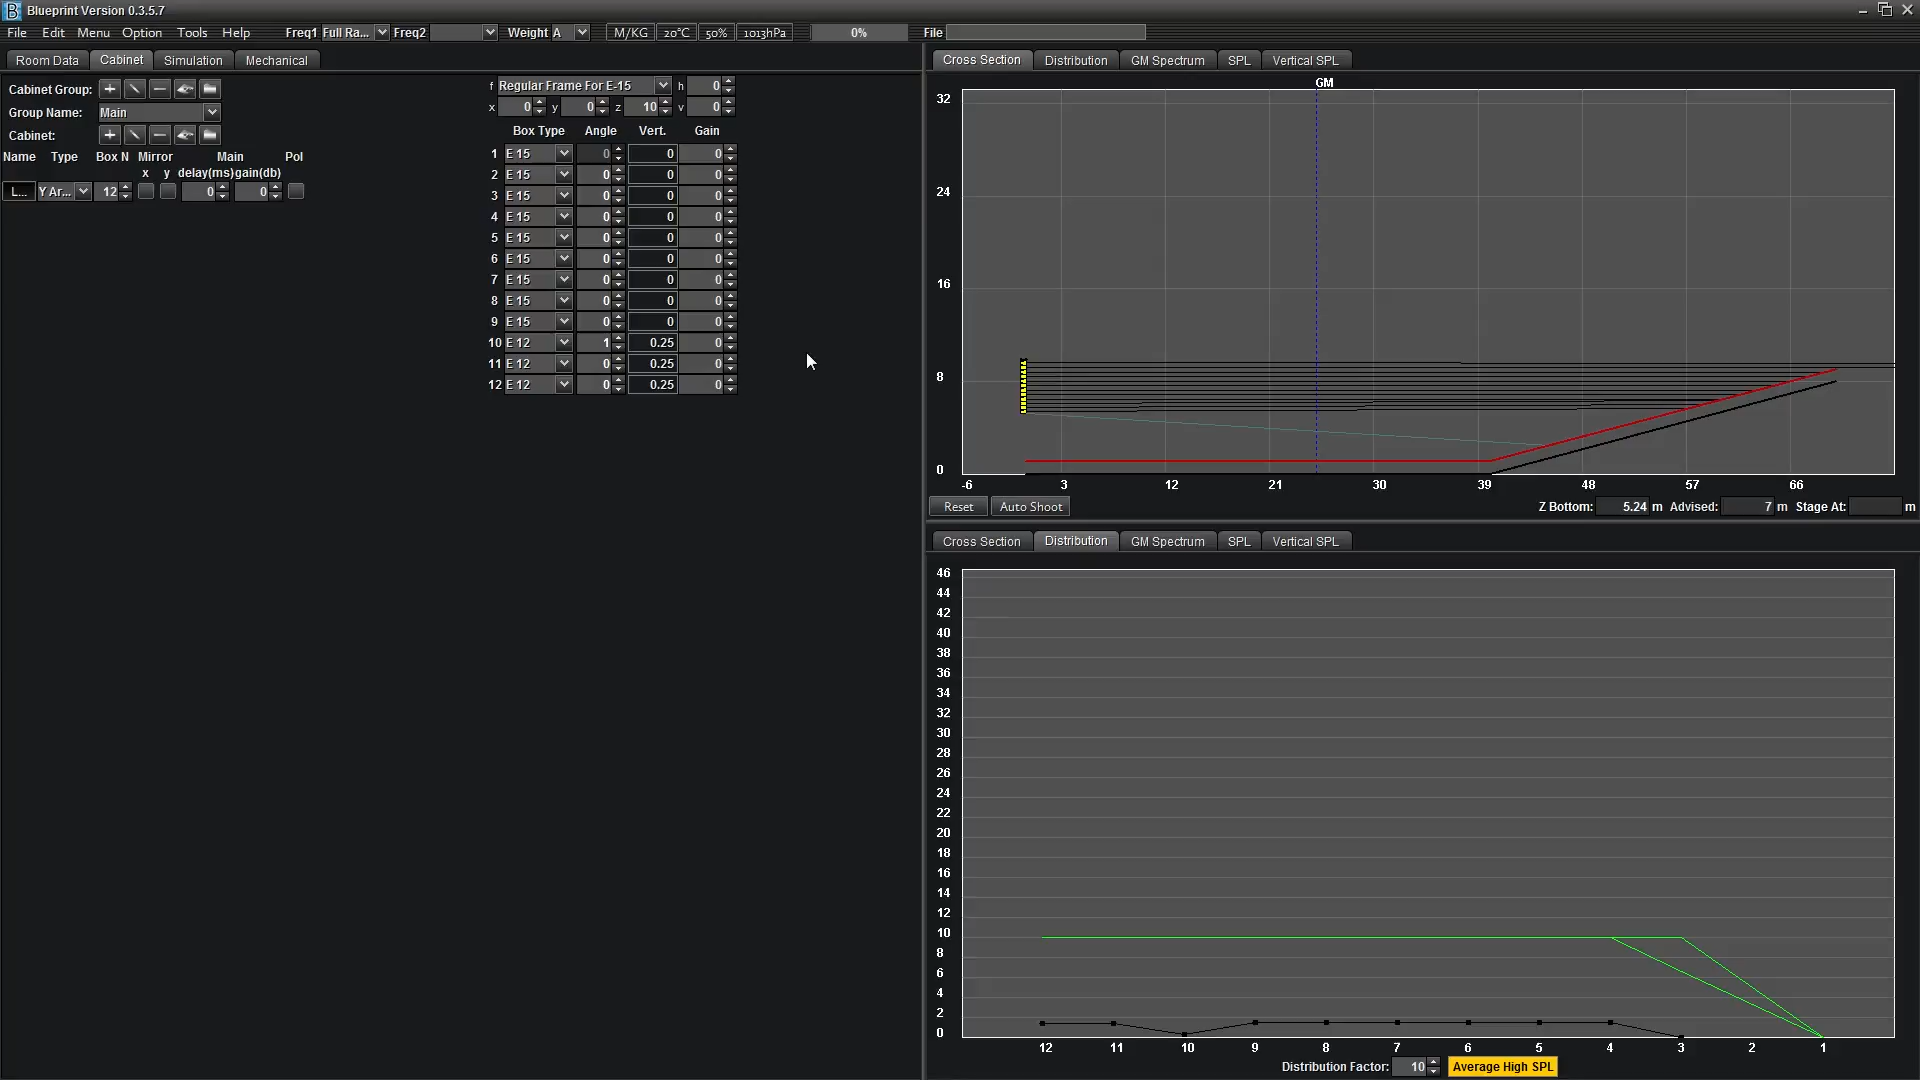 Blueprint Version 0.3.5.7
File Edit Menu Option Tools Help Freq1 Full Ra... Freq2 Weight A M/KG 20°C 50% 1013hPa 0% File
Room Data Cabinet Simulation Mechanical
Cabinet Group:
Group Name: Main
Cabinet:
Name Type Box N Mirror Main Pol
x y delay(ms) gain(db)
L... Y Ar... 12 0 0
f Regular Frame For E-15 h 0
x 0 y 0 z 10 v 0
Box Type Angle Vert. Gain
1 E 15 0 0 0
2 E 15 0 0 0
3 E 15 0 0 0
4 E 15 0 0 0
5 E 15 0 0 0
6 E 15 0 0 0
7 E 15 0 0 0
8 E 15 0 0 0
9 E 15 0 0 0
10 E 12 1 0.25 0
11 E 12 0 0.25 0
12 E 12 0 0.25 0
Cross Section Distribution GM Spectrum SPL Vertical SPL
GM
32
24
16
8
0
-6 3 12 21 30 39 48 57 66
Reset Auto Shoot Z Bottom: 5.24 m Advised: 7 m Stage At: m
Cross Section Distribution GM Spectrum SPL Vertical SPL
46
44
42
40
38
36
34
32
30
28
26
24
22
20
18
16
14
12
10
8
6
4
2
0
12 11 10 9 8 7 6 5 4 3 2 1
Distribution Factor: 10 Average High SPL